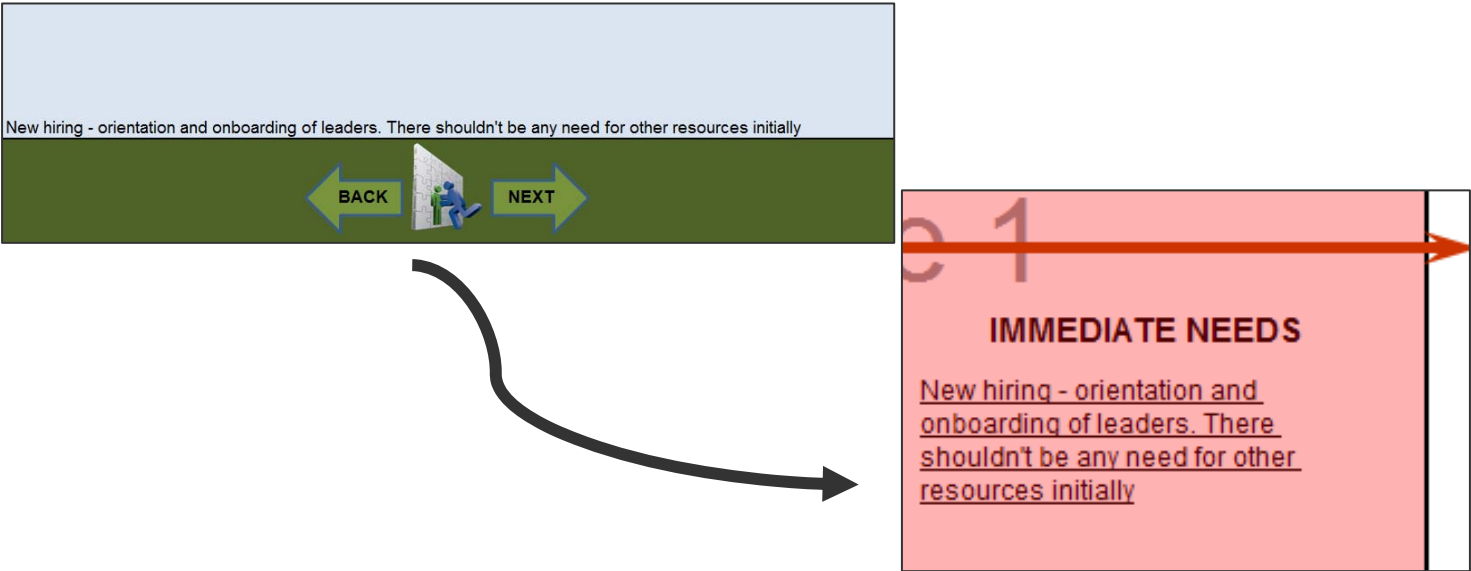 New hiring - orientation and onboarding of leaders. There shouldn't be any need for other resources initially
BACK
NEXT
1
IMMEDIATE NEEDS
New hiring - orientation and
onboarding of leaders. There
shouldn't be any need for other
resources initially